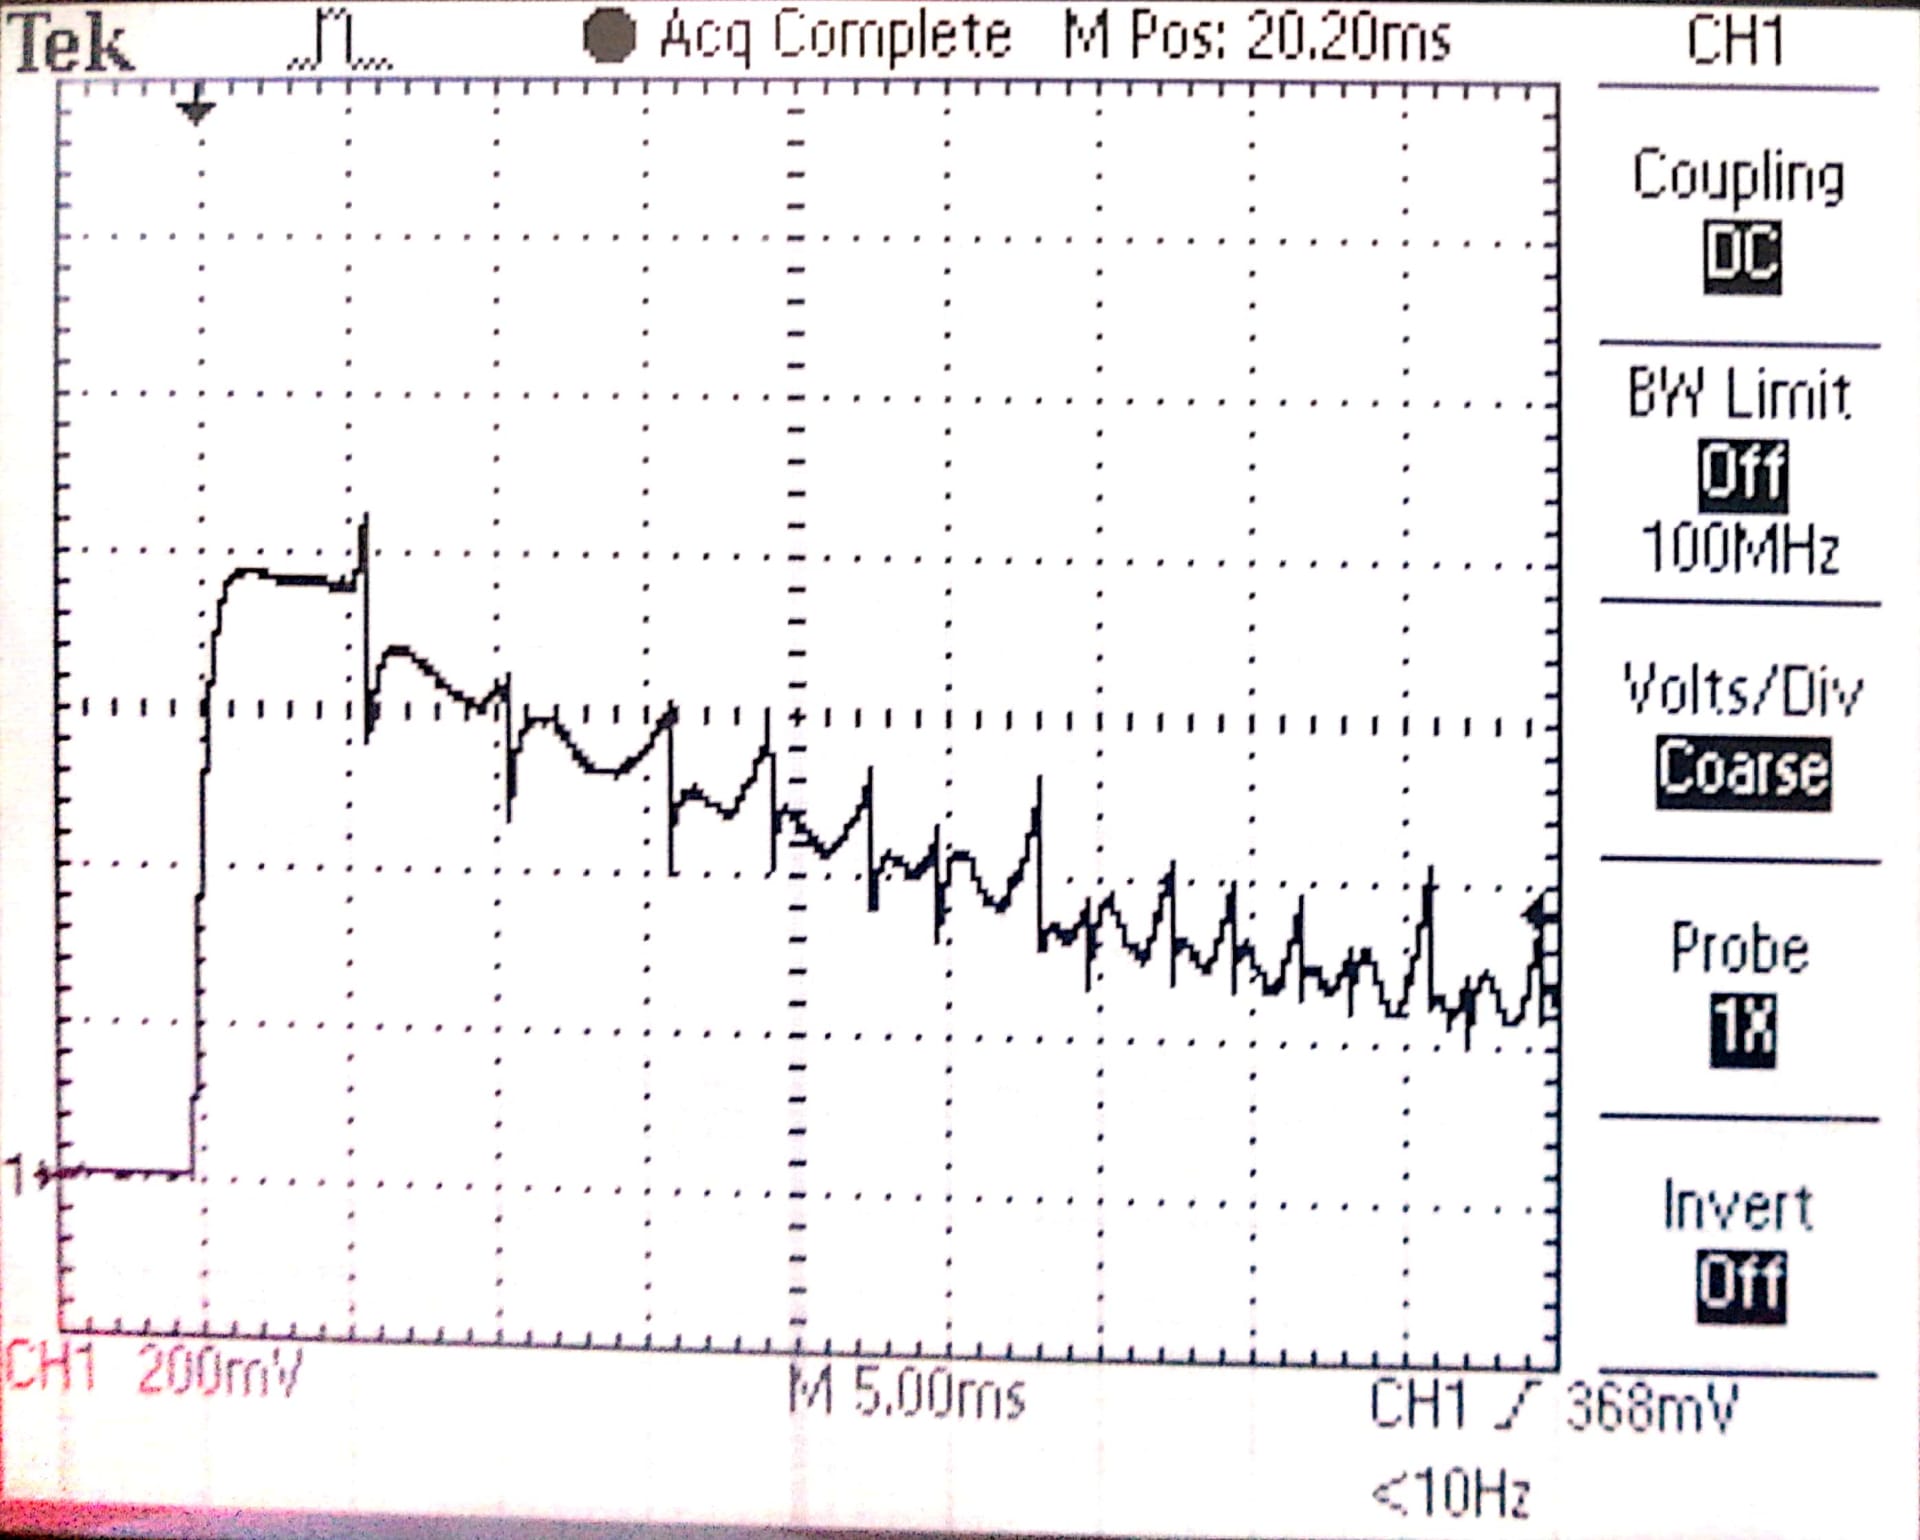 Tek Acq Complete M Pos: 20.20ms CH1
Coupling
DC
BW Limit
Off
100MHz
Volts/Div
Coarse
Probe
1X
Invert
Off
1
CH1 200mV M 5.00ms CH1 368mV
<10Hz